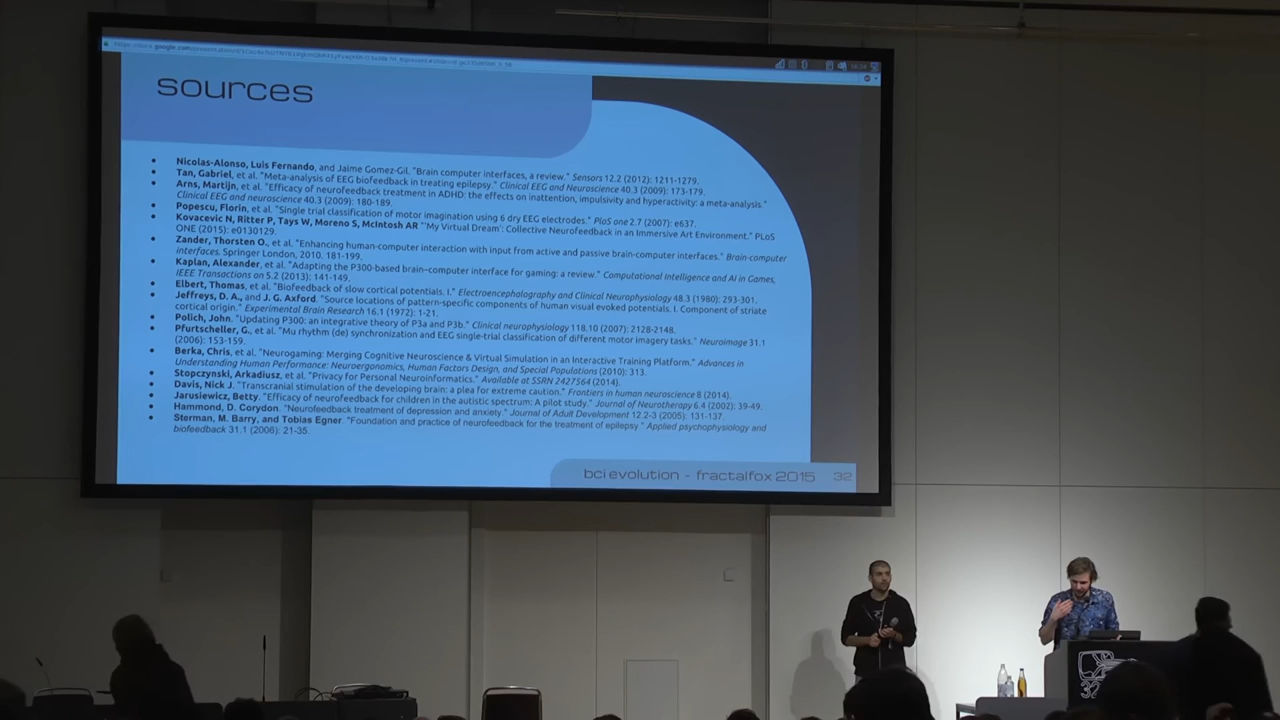 sources
• Nicolas-Alonso, Luis Fernando, and Jaime Gomez-Gil. "Brain computer interfaces, a review." Sensors 12.2 (2012): 1211-1279.
• Tan, Gabriel, et al. "Meta-analysis of EEG biofeedback in treating epilepsy." Clinical EEG and Neuroscience 40.3 (2009): 173-179.
• Arns, Martijn, et al. "Efficacy of neurofeedback treatment in ADHD: the effects on inattention, impulsivity and hyperactivity: a meta-analysis."
Clinical EEG and neuroscience 40.3 (2009): 180-189.
• Popescu, Florin, et al. "Single trial classification of motor imagination using 6 dry EEG electrodes." PloS one 2.7 (2007): e637.
• Kovacevic N, Ritter P, Tays W, Moreno S, McIntosh AR "'My Virtual Dream': Collective Neurofeedback in an Immersive Art Environment." PLoS
ONE (2015): e0130129.
• Zander, Thorsten O., et al. "Enhancing human-computer interaction with input from active and passive brain-computer interfaces." Brain-computer
interfaces. Springer London, 2010. 181-199.
• Kaplan, Alexander, et al. "Adapting the P300-based brain–computer interface for gaming: a review." Computational Intelligence and AI in Games,
IEEE Transactions on 5.2 (2013): 141-149.
• Elbert, Thomas, et al. "Biofeedback of slow cortical potentials. I." Electroencephalography and Clinical Neurophysiology 48.3 (1980): 293-301.
• Jeffreys, D. A., and J. G. Axford. "Source locations of pattern-specific components of human visual evoked potentials. I. Component of striate
cortical origin." Experimental Brain Research 16.1 (1972): 1-21.
• Polich, John. "Updating P300: an integrative theory of P3a and P3b." Clinical neurophysiology 118.10 (2007): 2128-2148.
• Pfurtscheller, G., et al. "Mu rhythm (de) synchronization and EEG single-trial classification of different motor imagery tasks." Neuroimage 31.1
(2006): 153-159.
• Berka, Chris, et al. "Neurogaming: Merging Cognitive Neuroscience & Virtual Simulation in an Interactive Training Platform." Advances in
Understanding Human Performance: Neuroergonomics, Human Factors Design, and Special Populations (2010): 313.
• Stopczynski, Arkadiusz, et al. "Privacy for Personal Neuroinformatics." Available at SSRN 2427564 (2014).
• Davis, Nick J. "Transcranial stimulation of the developing brain: a plea for extreme caution." Frontiers in human neuroscience 8 (2014).
• Jarusiewicz, Betty. "Efficacy of neurofeedback for children in the autistic spectrum: A pilot study." Journal of Neurotherapy 6.4 (2002): 39-49.
• Hammond, D. Corydon. "Neurofeedback treatment of depression and anxiety." Journal of Adult Development 12.2-3 (2005): 131-137.
• Sterman, M. Barry, and Tobias Egner. "Foundation and practice of neurofeedback for the treatment of epilepsy." Applied psychophysiology and
biofeedback 31.1 (2006): 21-35.
bci evolution - fractalfox 2015 32